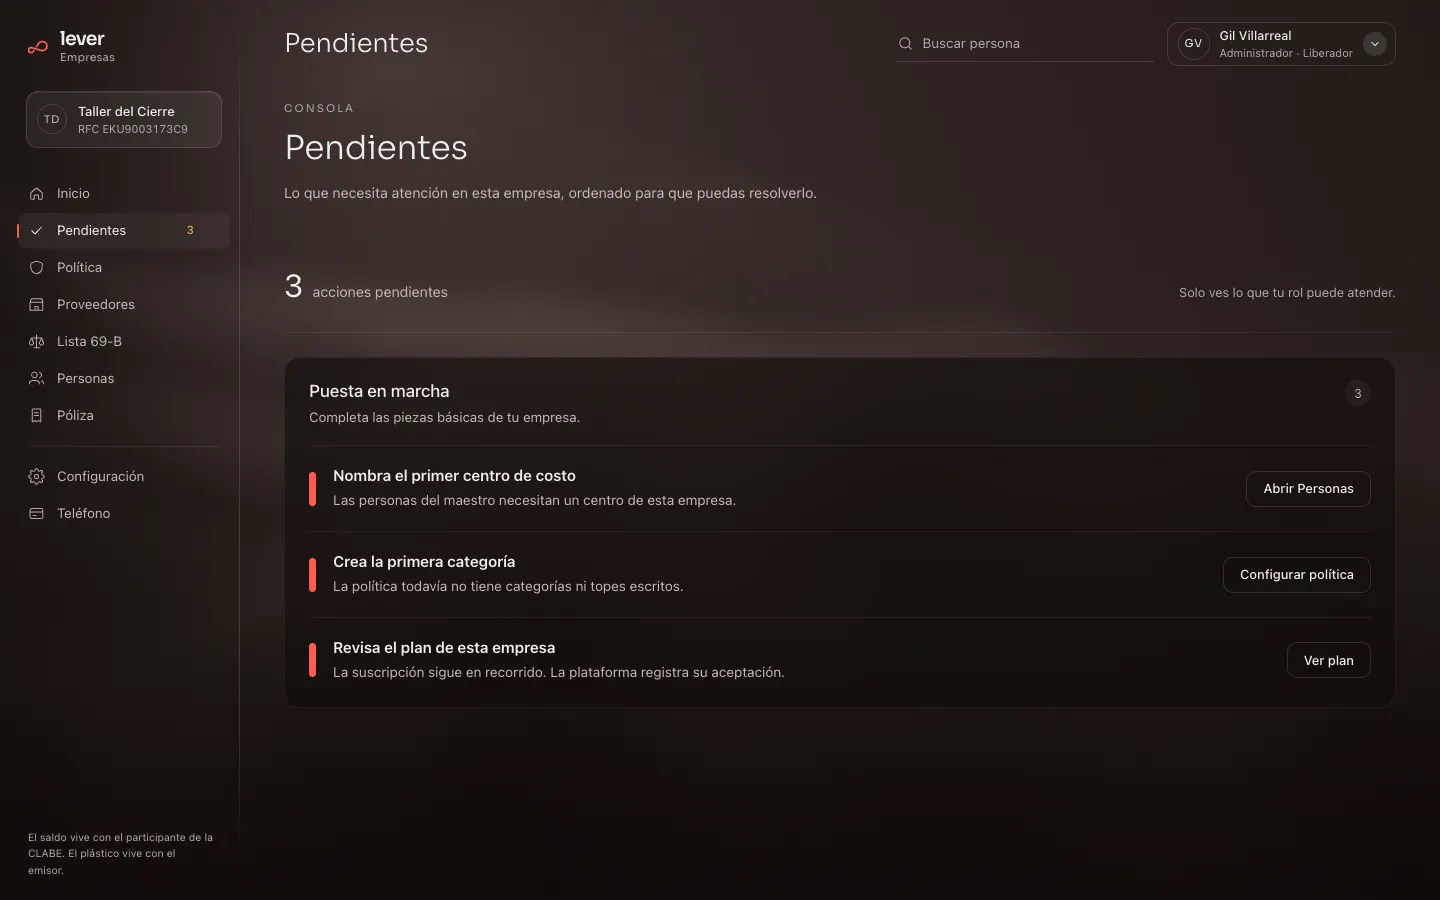 lever
Empresas
TD
Taller del Cierre
RFC EKU9003173C9
Inicio
Pendientes
3
Política
Proveedores
Lista 69-B
Personas
Póliza
Configuración
Teléfono
El saldo vive con el participante de la
CLABE. El plástico vive con el
emisor.
Pendientes
Buscar persona
GV
Gil Villarreal
Administrador · Liberador
CONSOLA
Pendientes
Lo que necesita atención en esta empresa, ordenado para que puedas resolverlo.
3 acciones pendientes
Solo ves lo que tu rol puede atender.
Puesta en marcha
3
Completa las piezas básicas de tu empresa.
Nombra el primer centro de costo
Las personas del maestro necesitan un centro de esta empresa.
Abrir Personas
Crea la primera categoría
La política todavía no tiene categorías ni topes escritos.
Configurar política
Revisa el plan de esta empresa
La suscripción sigue en recorrido. La plataforma registra su aceptación.
Ver plan